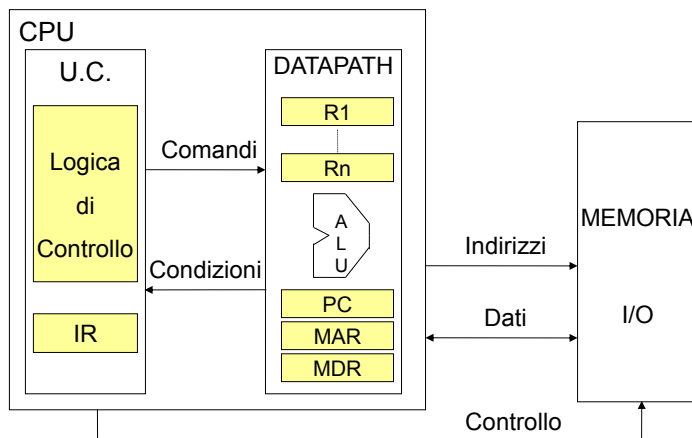 CPU
U.C.
Logica
di
Controllo
IR
Comandi
Condizioni
DATAPATH
R1
Rn
A
L
U
PC
MAR
MDR
Indirizzi
Dati
Controllo
MEMORIA
I/O